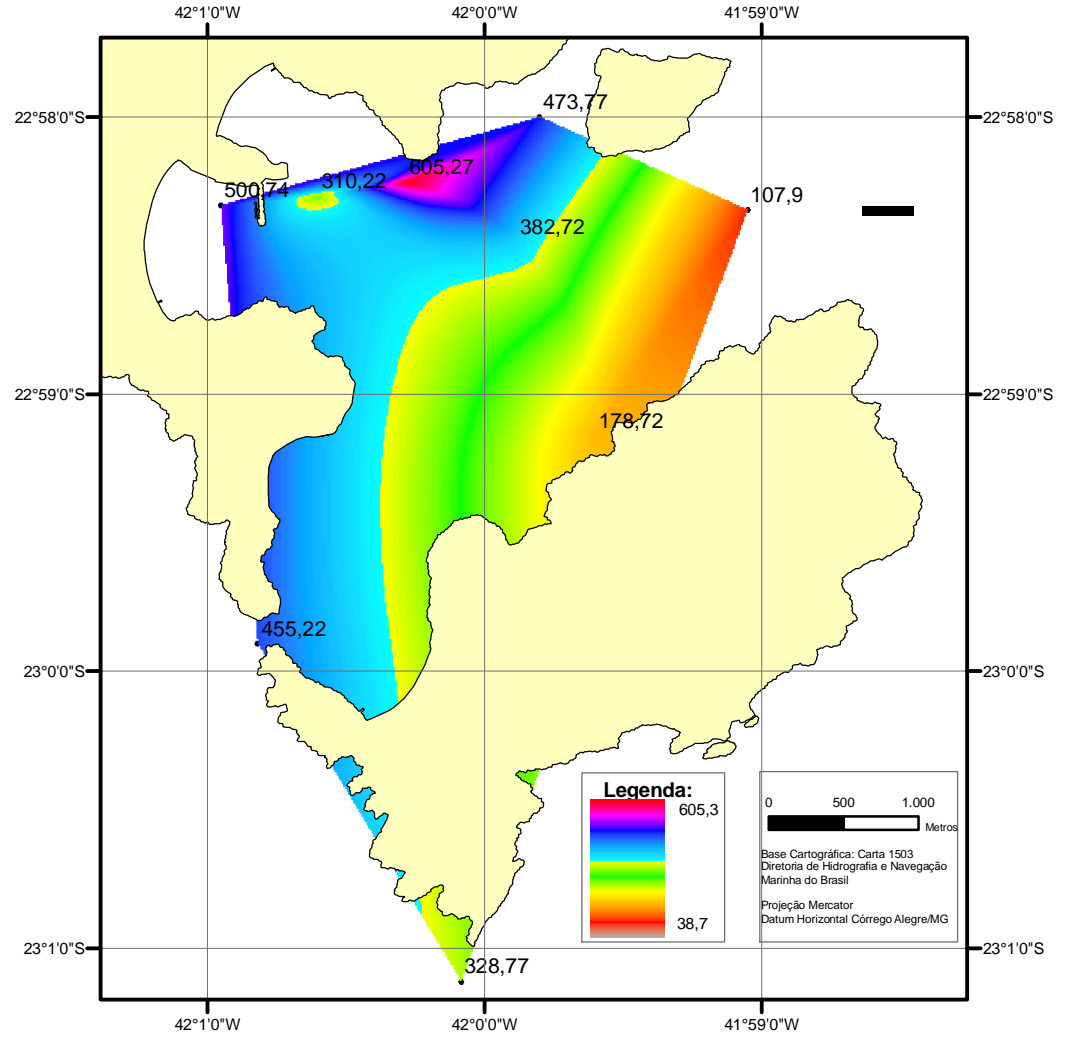 42°1'0"W 42°0'0"W 41°59'0"W
473,77
22°58'0"S 22°58'0"S
605,27
310,22
500,74
107,9
382,72
22°59'0"S 22°59'0"S
178,72
455,22
23°0'0"S 23°0'0"S
Legenda:
605,3
38,7
0 500 1.000
Metros
Base Cartográfica: Carta 1503
Diretoria de Hidrografia e Navegação
Marinha do Brasil
Projeção Mercator
Datum Horizontal Córrego Alegre/MG
23°1'0"S 23°1'0"S
328,77
42°1'0"W 42°0'0"W 41°59'0"W